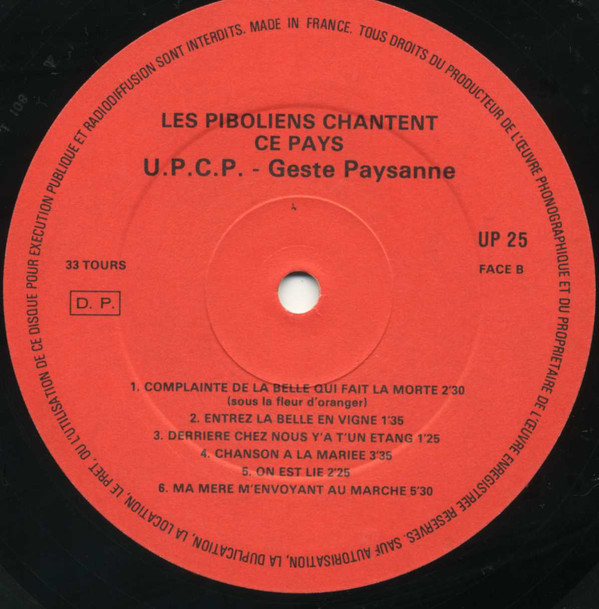 LES PIBOLIENS CHANTENT
CE PAYS
U.P.C.P. - Geste Paysanne
UP 25
33 TOURS
FACE B
D. P.
1. COMPLAINTE DE LA BELLE QUI FAIT LA MORTE 2'30
(sous la fleur d'oranger)
2. ENTREZ LA BELLE EN VIGNE 1'35
3. DERRIERE CHEZ NOUS Y'A T'UN ETANG 1'25
4. CHANSON A LA MARIEE 3'35
5. ON EST LIE 2'25
6. MA MERE M'ENVOYANT AU MARCHE 5'30
MADE IN FRANCE. TOUS DROITS DU PRODUCTEUR DE L'ŒUVRE PHONOGRAPHIQUE ET DU PROPRIETAIRE DE L'ŒUVRE ENREGISTREE RESERVES. SAUF AUTORISATION, LA DUPLICATION, LA LOCATION, LE PRET OU L'UTILISATION DE CE DISQUE POUR EXECUTION PUBLIQUE ET RADIODIFFUSION SONT INTERDITS.